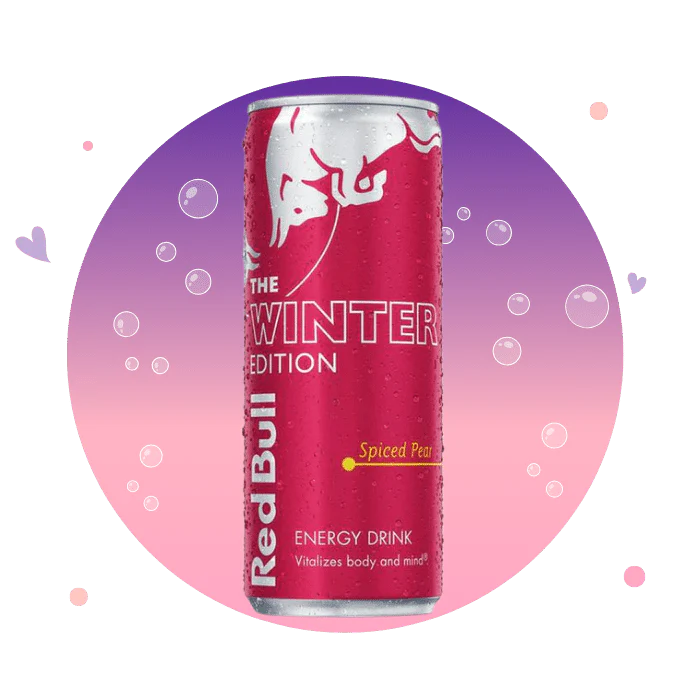 THE
WINTER
EDITION
Red Bull
Spiced Pear
ENERGY DRINK
Vitalizes body and mind®